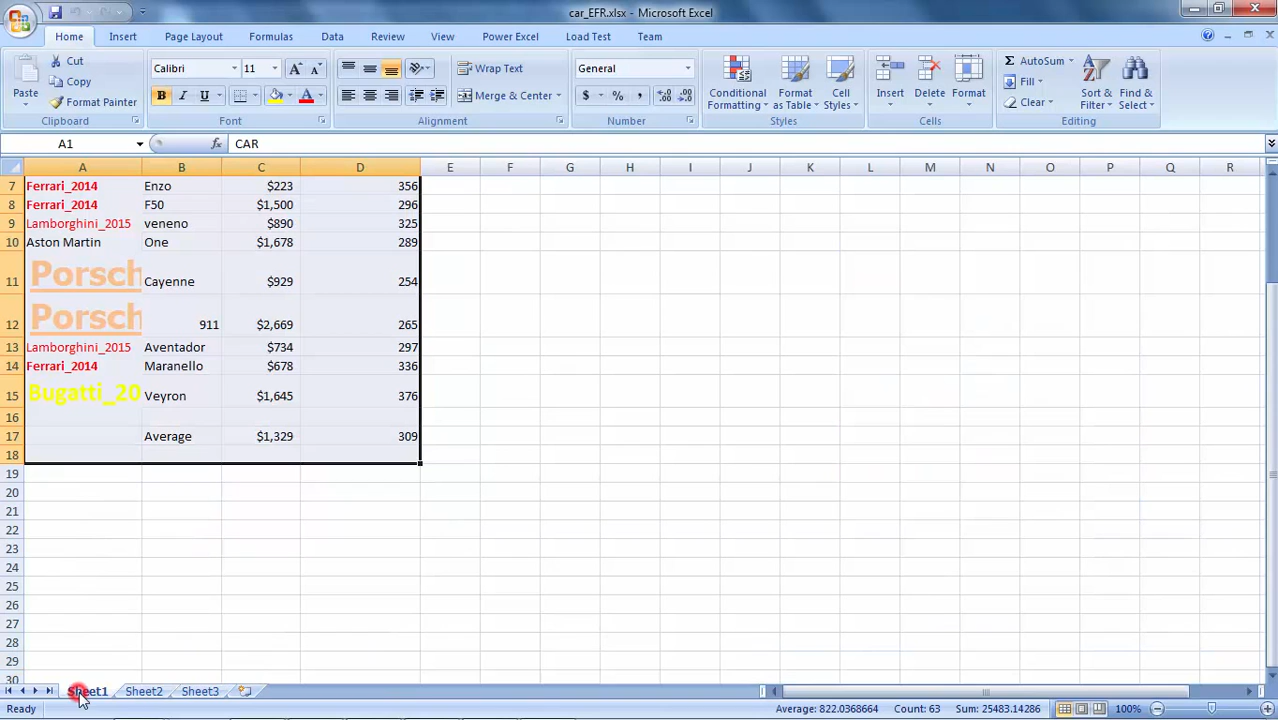 car_EFR.xlsx - Microsoft Excel
Home Insert Page Layout Formulas Data Review View Power Excel Load Test Team
Cut
Copy
Format Painter
Paste
Clipboard
Calibri 11
B I U
Font
Wrap Text
Merge & Center
Alignment
General
$ % ,
Number
Conditional Formatting
Format as Table
Cell Styles
Styles
Insert Delete Format
Cells
AutoSum
Fill
Clear
Sort & Filter
Find & Select
Editing
A1 fx CAR
A B C D E F G H I J K L M N O P Q R
7 Ferrari_2014 Enzo $223 356
8 Ferrari_2014 F50 $1,500 296
9 Lamborghini_2015 veneno $890 325
10 Aston Martin One $1,678 289
11 Porsch Cayenne $929 254
12 Porsch 911 $2,669 265
13 Lamborghini_2015 Aventador $734 297
14 Ferrari_2014 Maranello $678 336
15 Bugatti_20 Veyron $1,645 376
16
17 Average $1,329 309
18
19
20
21
22
23
24
25
26
27
28
29
30
Sheet1 Sheet2 Sheet3
Ready Average: 822.0368664 Count: 63 Sum: 25483.14286 100%